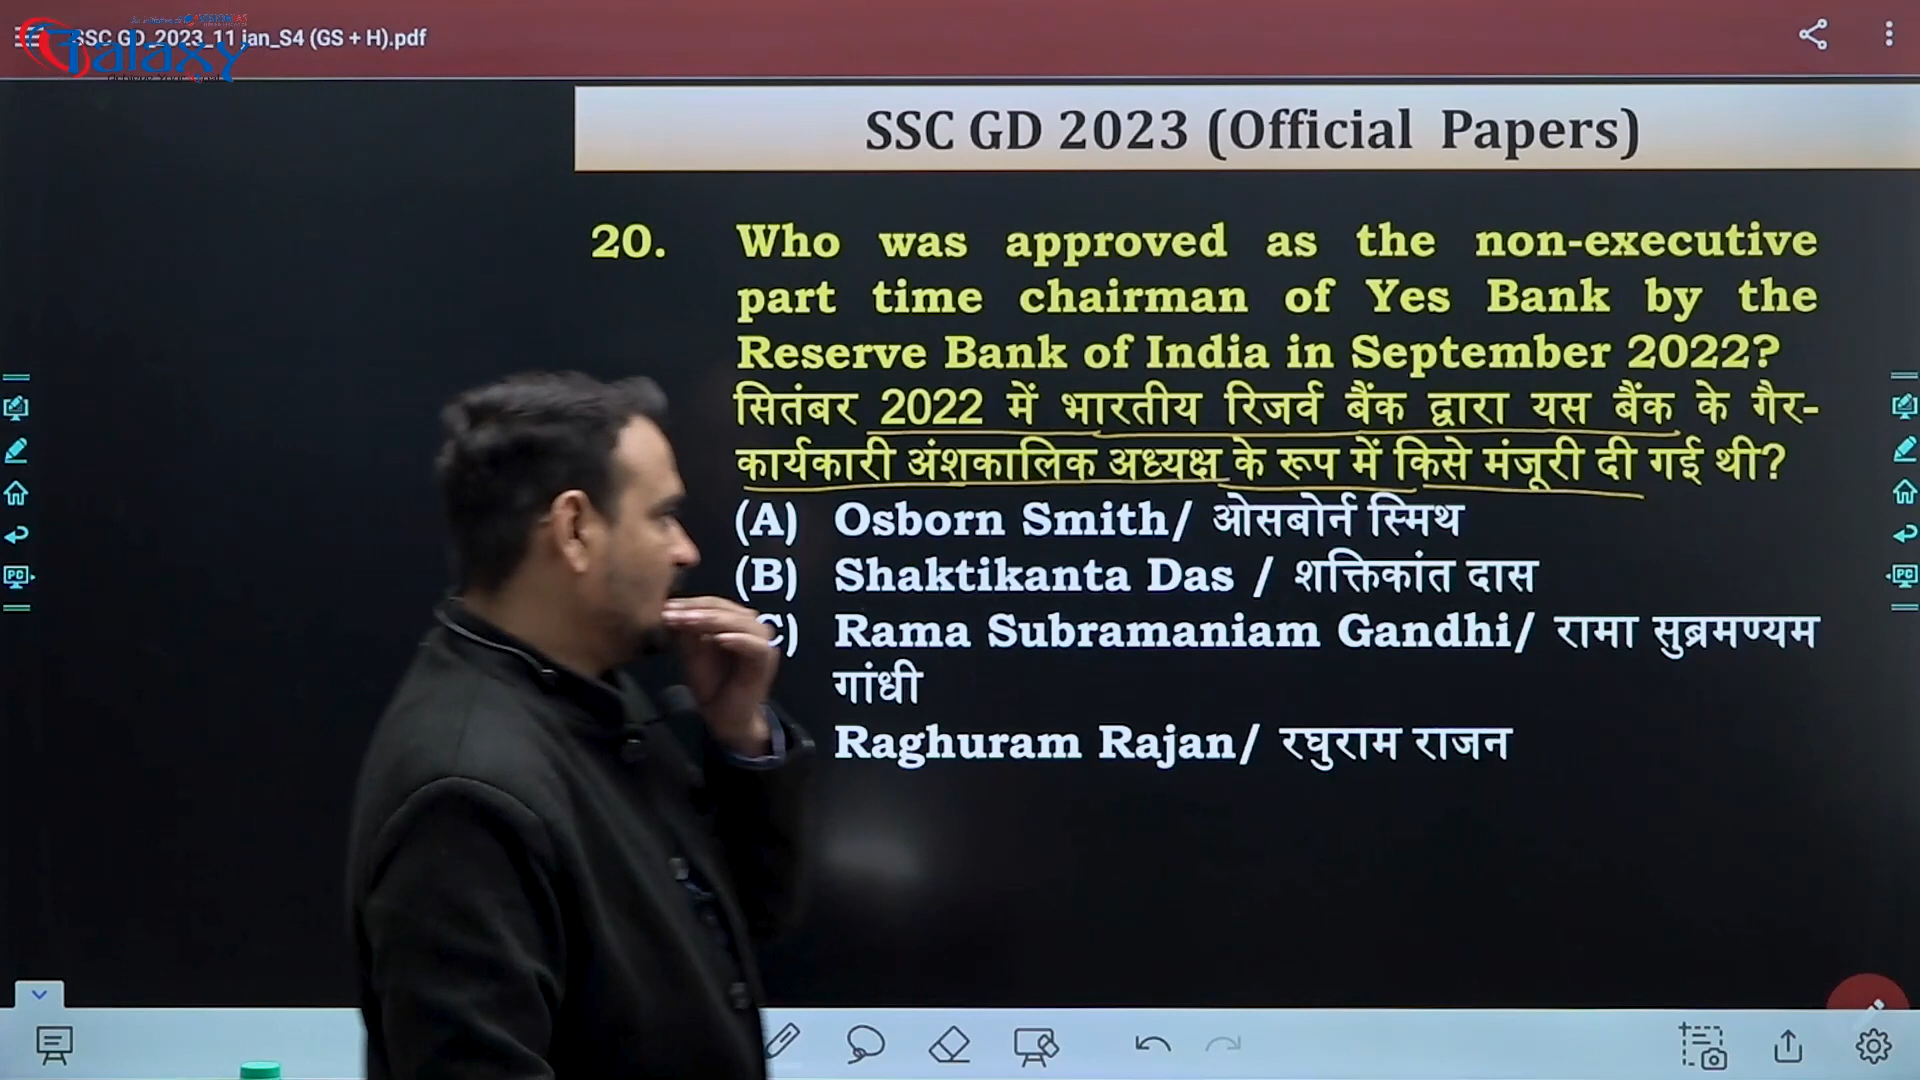 SSC GD_2023_11 jan_S4 (GS + H).pdf
Galaxy
SSC GD 2023 (Official Papers)
20. Who was approved as the non-executive
part time chairman of Yes Bank by the
Reserve Bank of India in September 2022?
सितंबर 2022 में भारतीय रिजर्व बैंक द्वारा यस बैंक के गैर-
कार्यकारी अंशकालिक अध्यक्ष के रूप में किसे मंजूरी दी गई थी?
(A) Osborn Smith/ ओसबोर्न स्मिथ
(B) Shaktikanta Das / शक्तिकांत दास
C) Rama Subramaniam Gandhi/ रामा सुब्रमण्यम
गांधी
Raghuram Rajan/ रघुराम राजन